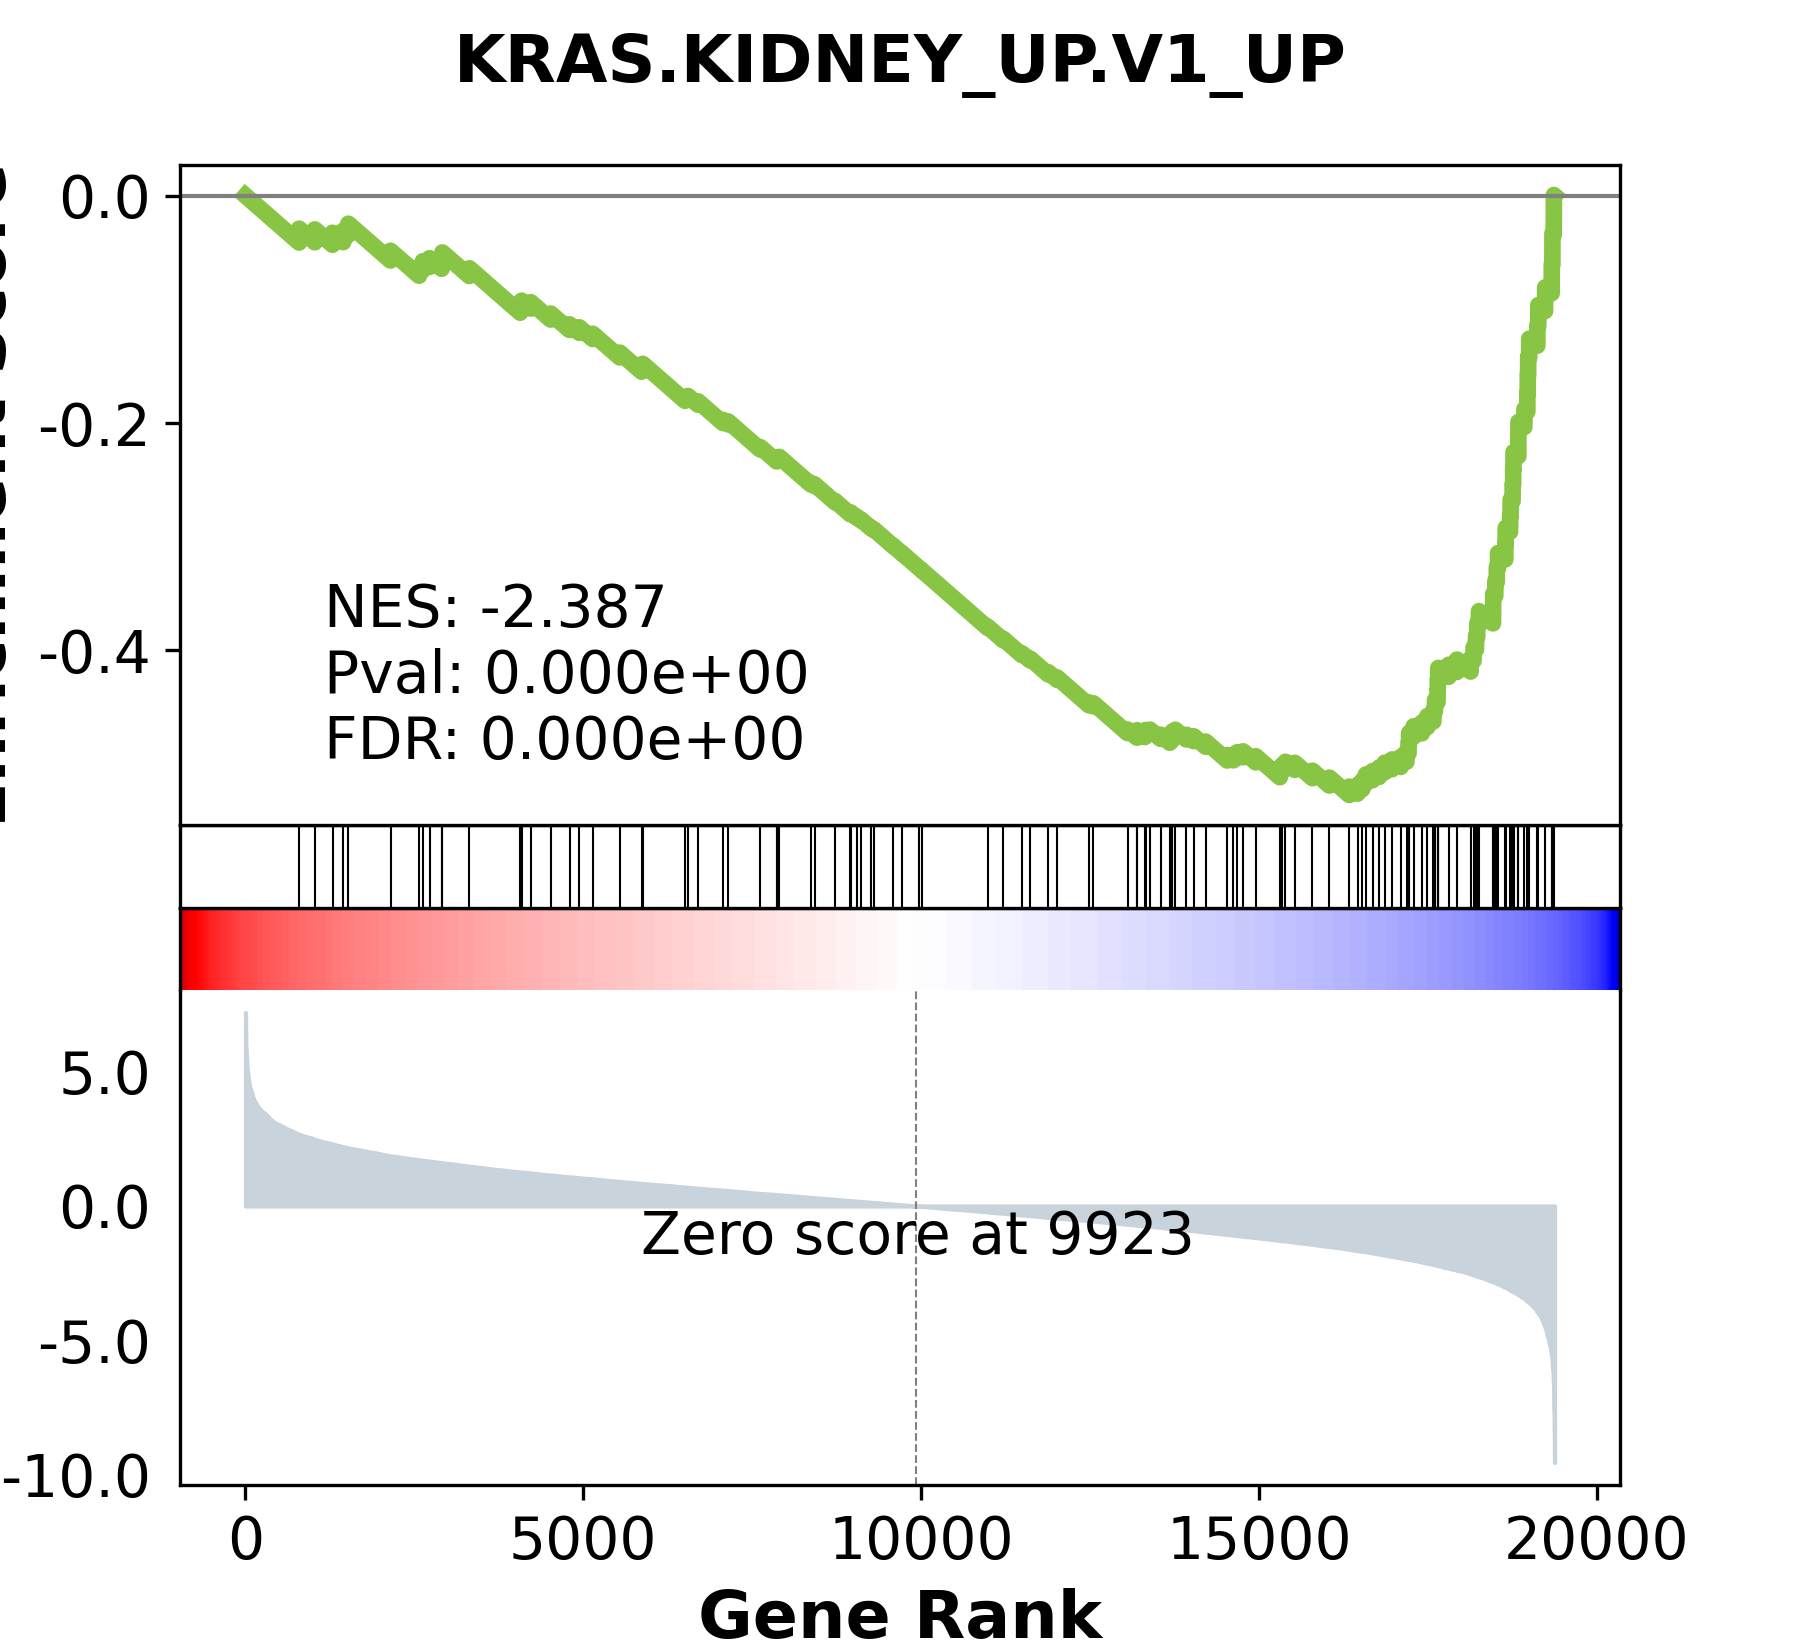 KRAS.KIDNEY_UP.V1_UP
0.0
-0.2
-0.4
NES: -2.387
Pval: 0.000e+00
FDR: 0.000e+00
5.0
0.0
-5.0
-10.0
Zero score at 9923
0 5000 10000 15000 20000
Gene Rank